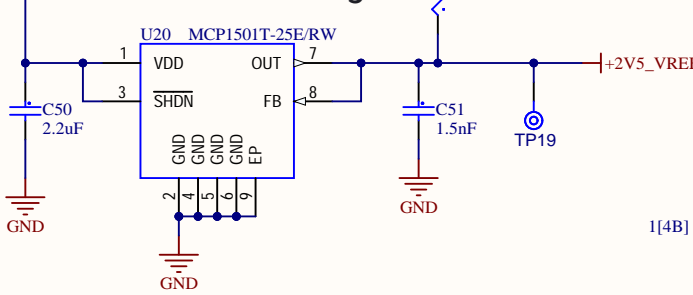 U20 MCP1501T-25E/RW
1 VDD OUT 7
3 SHDN FB 8
C50
2.2uF
C51
1.5nF
TP19
+2V5_VREF
GND GND GND GND EP
2 4 5 6 9
GND
GND
GND
1[4B]